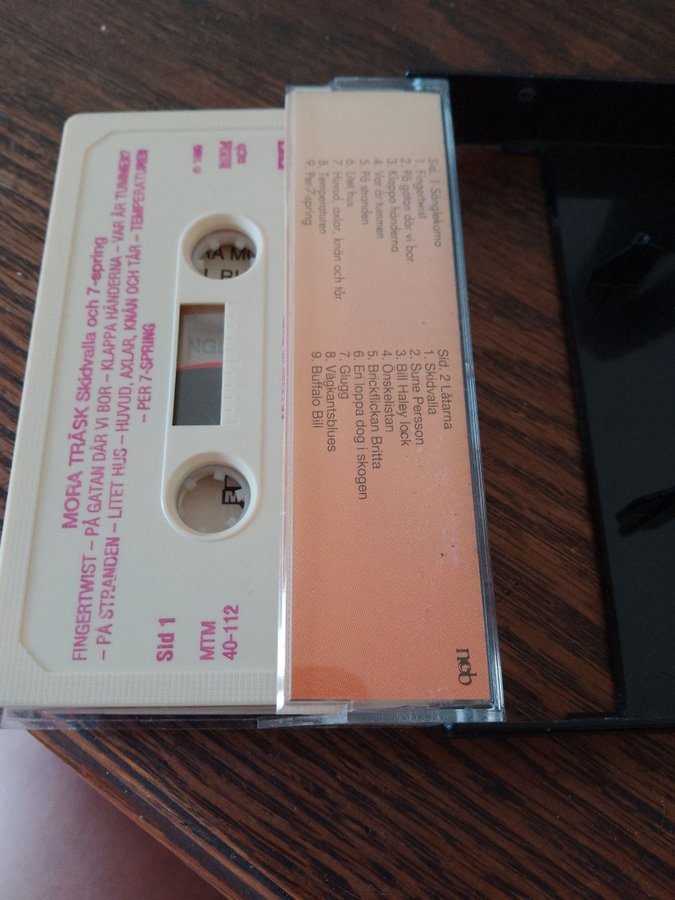 MORA TRÄSK Skidvalla och 7-spring
FINGERTWIST – PÅ GATAN DÄR VI BOR – KLAPPA HÄNDERNA – VAR ÄR TUMMEN?
– PÅ STRANDEN – LITET HUS – HUVUD, AXLAR, KNÄN OCH TÅR – TEMPERATUREN
– PER 7-SPRING
Sid 1
MTM
40-112
Sid. 1 Sånglekarna
1. Fingertwist
2. På gatan där vi bor
3. Klappa händerna
4. Var är tummen
5. På stranden
6. Litet hus
7. Huvud, axlar, knän och tår
8. Temperaturen
9. Per-7-spring
Sid. 2 Låtarna
1. Skidvalla
2. Sune Persson
3. Bill Haley lock
4. Önskelistan
5. Brickflickan Britta
6. En loppa dog i skogen
7. Glugg
8. Vägkantsblues
9. Buffalo Bill
ncb